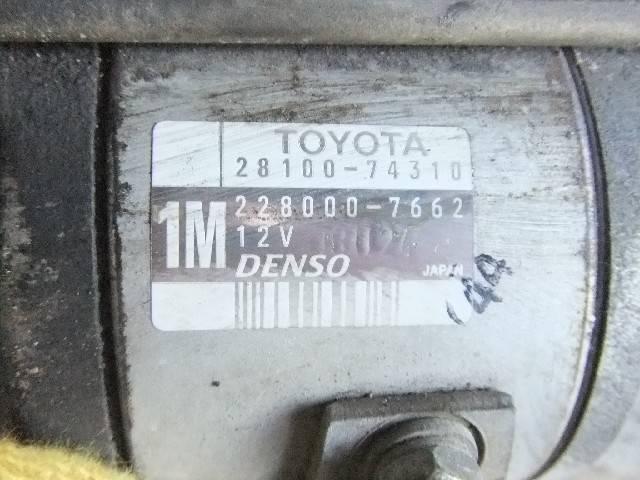 TOYOTA
28100-74310
1M
228000-7662
12V
DENSO
JAPAN